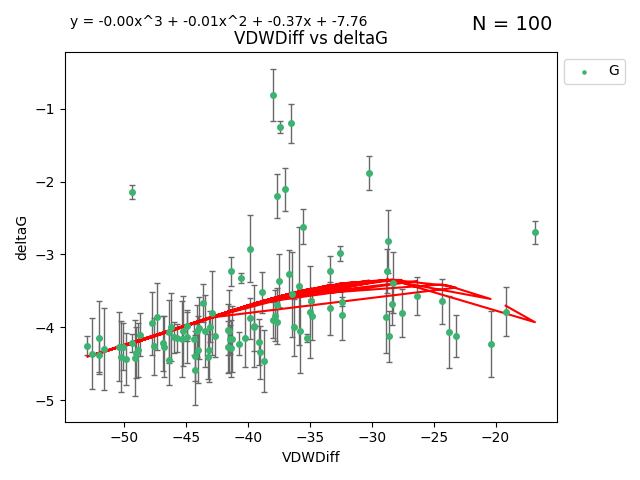 y = -0.00x^3 + -0.01x^2 + -0.37x + -7.76
N = 100
VDWDiff vs deltaG
G
deltaG
−1
−2
−3
−4
−5
−50
−45
−40
−35
−30
−25
−20
VDWDiff